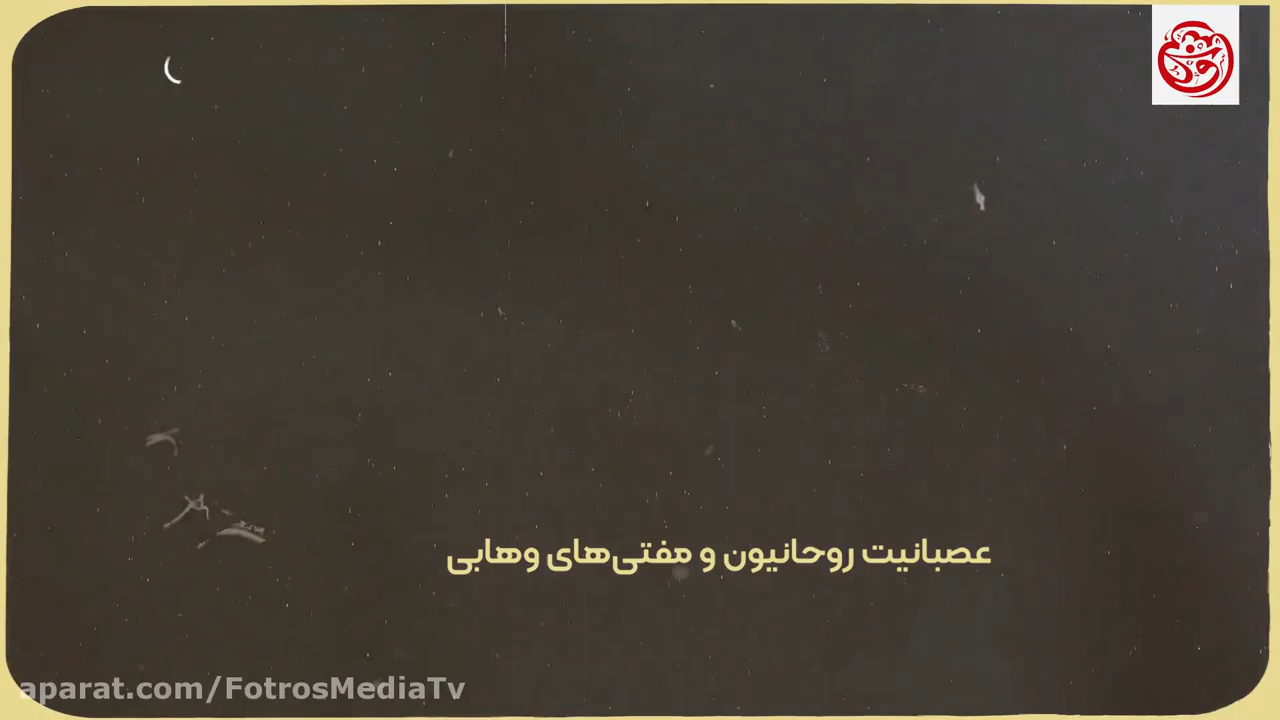 عصبانیت روحانیون و مفتی‌های وهابی
aparat.com/FotrosMediaTv